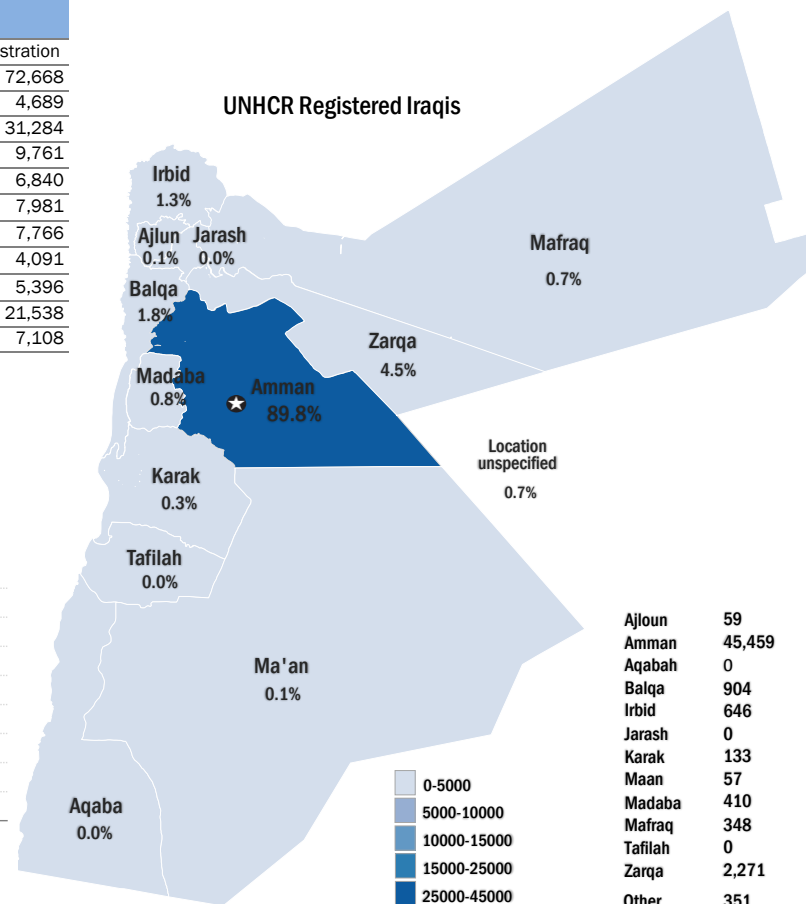 stration
72,668
4,689
31,284
9,761
6,840
7,981
7,766
4,091
5,396
21,538
7,108
UNHCR Registered Iraqis
Irbid
1.3%
Ajlun
0.1%
Jarash
0.0%
Mafraq
0.7%
Balqa
1.8%
Zarqa
4.5%
Madaba
0.8%
Amman
89.8%
Location
unspecified
0.7%
Karak
0.3%
Tafilah
0.0%
Ma'an
0.1%
Aqaba
0.0%
0-5000
5000-10000
10000-15000
15000-25000
25000-45000
Ajloun 59
Amman 45,459
Aqabah 0
Balqa 904
Irbid 646
Jarash 0
Karak 133
Maan 57
Madaba 410
Mafraq 348
Tafilah 0
Zarqa 2,271
Other 351